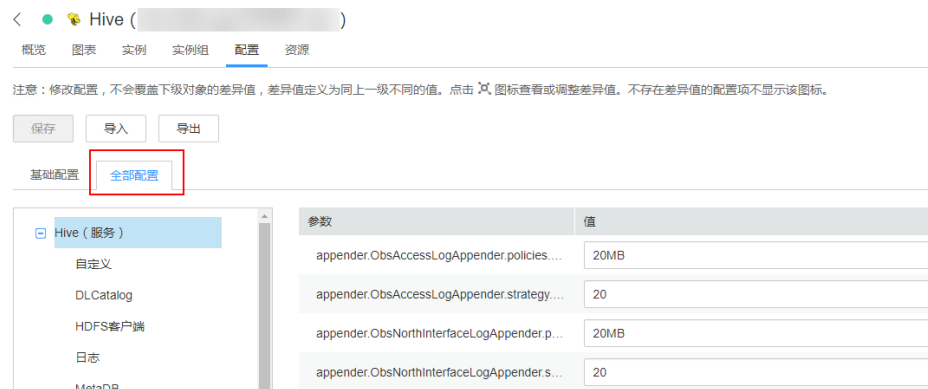 Hive (                    )
概览 图表 实例 实例组 配置 资源
注意：修改配置，不会覆盖下级对象的差异值，差异值定义为同上一级不同的值。点击 图标查看或调整差异值。不存在差异值的配置项不显示该图标。
保存 导入 导出
基础配置 全部配置
参数 值
Hive（服务）
appender.ObsAccessLogAppender.policies.... 20MB
自定义
appender.ObsAccessLogAppender.strategy.... 20
DLCatalog
HDFS客户端
appender.ObsNorthInterfaceLogAppender.p... 20MB
日志
appender.ObsNorthInterfaceLogAppender.s... 20
MetaDB